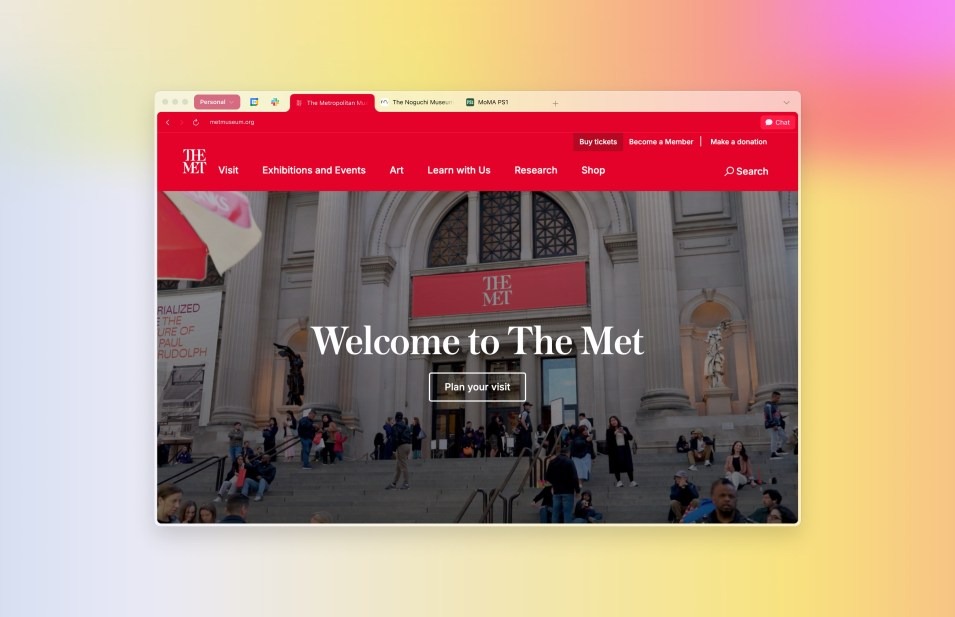 Personal
The Metropolitan Mu
The Noguchi Museum
MoMA PS1
metmuseum.org
Chat
Buy tickets
Become a Member
Make a donation
THE
MET
Visit
Exhibitions and Events
Art
Learn with Us
Research
Shop
Search
THE
MET
RIALIZED
THE
URE OF
PAUL
RUDOLPH
Welcome to The Met
Plan your visit